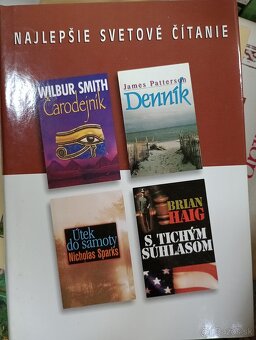 NAJLEPŠIE SVETOVÉ ČÍTANIE
WILBUR SMITH
Čarodejník
James Patterson
Denník
Útek
do samoty
Nicholas Sparks
BRIAN
HAIG
S TICHÝM
SÚHLASOM